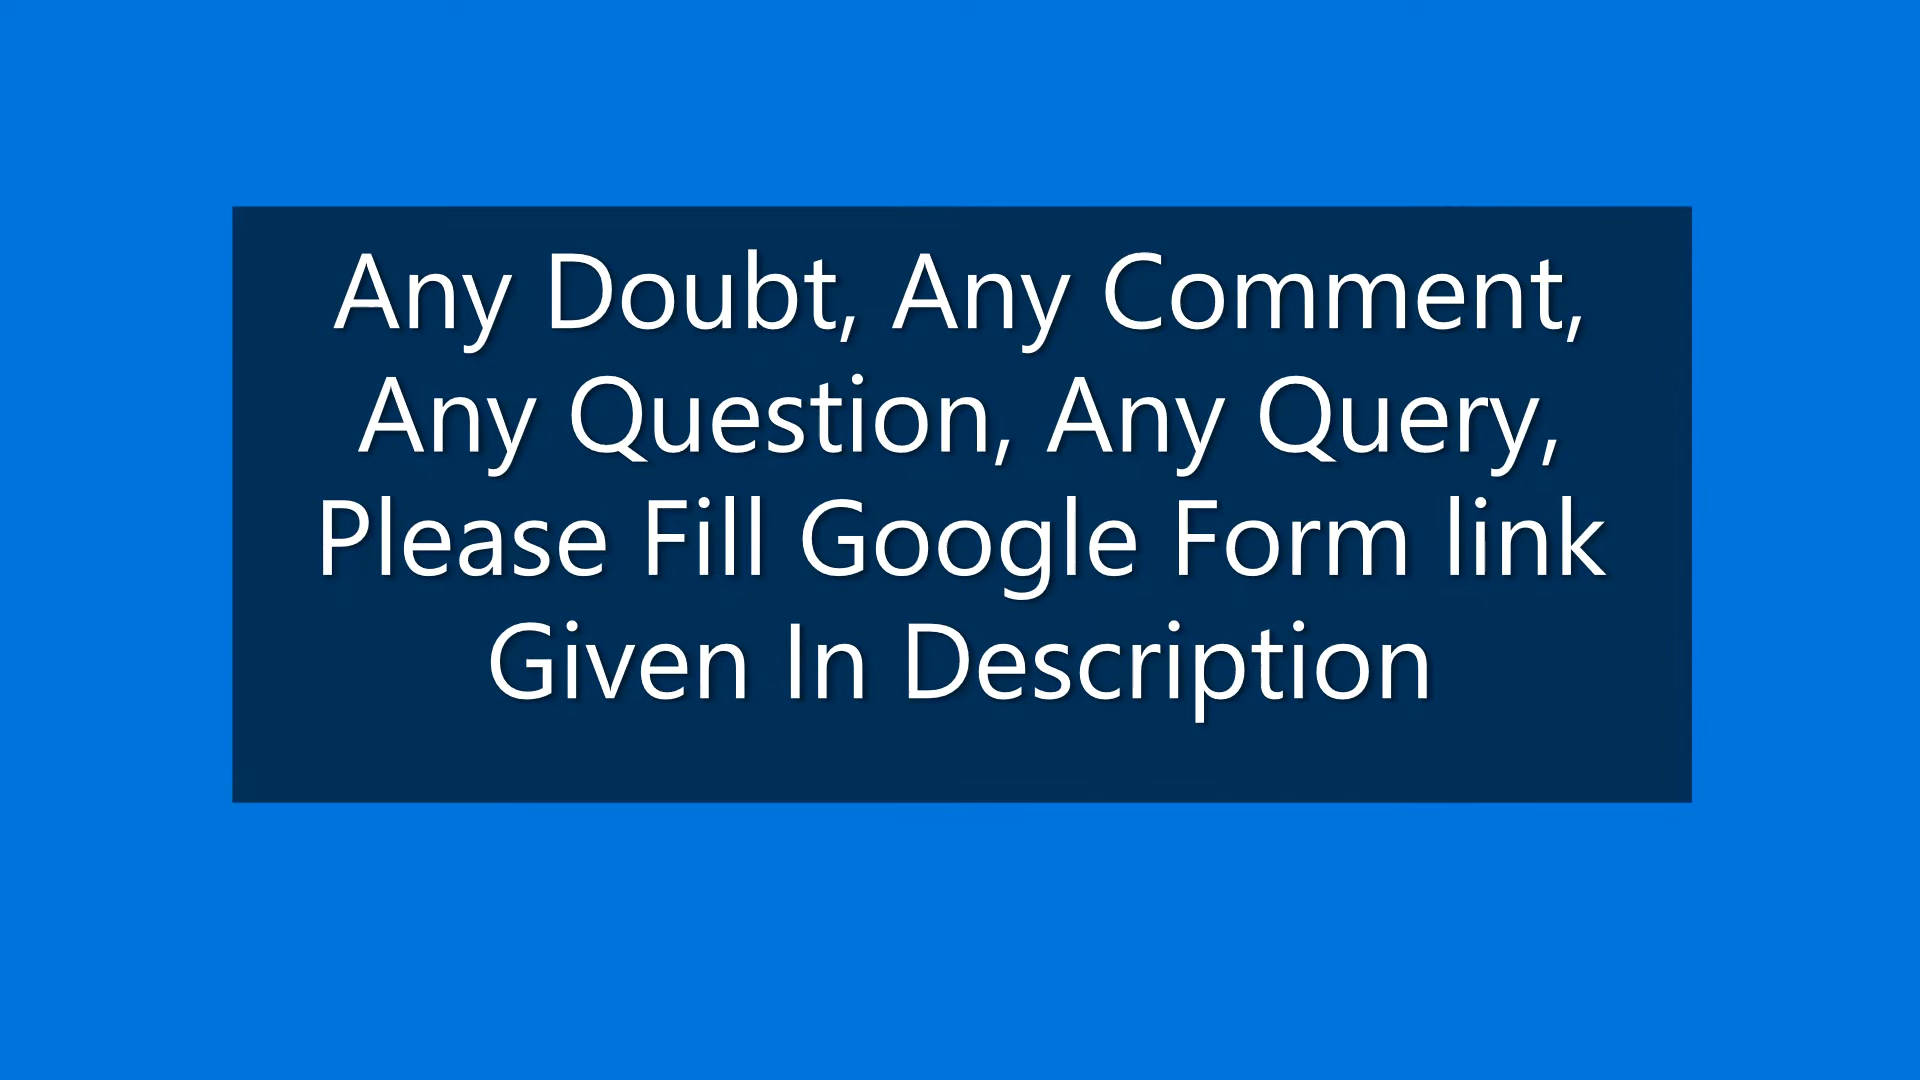 Any Doubt, Any Comment,
Any Question, Any Query,
Please Fill Google Form link
Given In Description